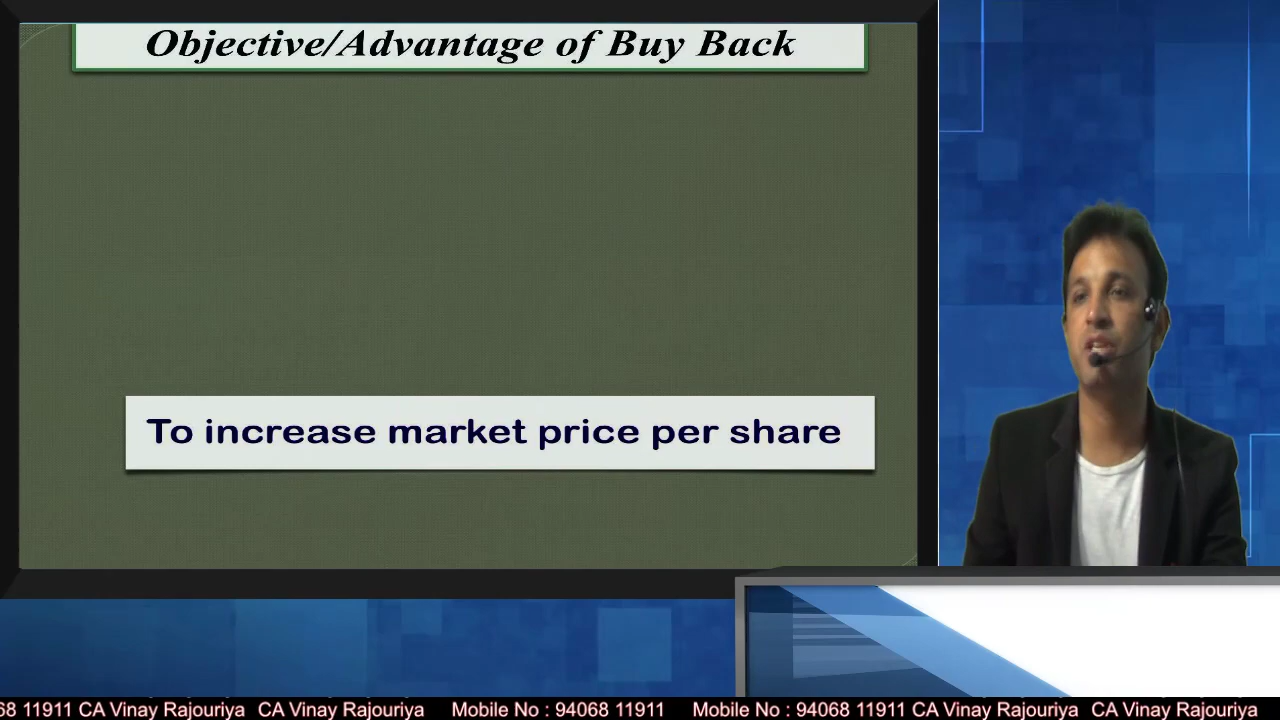 Objective/Advantage of Buy Back
To increase market price per share
68 11911 CA Vinay Rajouriya CA Vinay Rajouriya Mobile No : 94068 11911 Mobile No : 94068 11911 CA Vinay Rajouriya CA Vinay Rajouriya